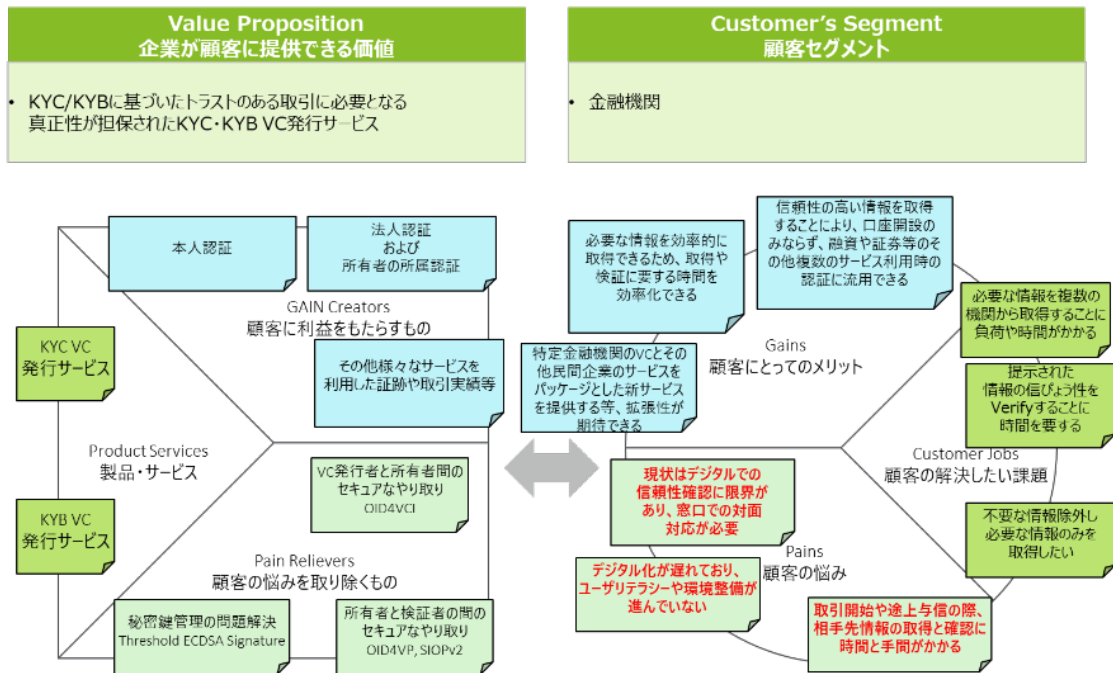 Value Proposition
企業が顧客に提供できる価値
• KYC/KYBに基づいたトラストのある取引に必要となる
真正性が担保されたKYC・KYB VC発行サービス
Customer's Segment
顧客セグメント
• 金融機関
本人認証
法人認証
および
所有者の所属認証
GAIN Creators
顧客に利益をもたらすもの
その他様々なサービスを
利用した証跡や取引実績等
KYC VC
発行サービス
Product Services
製品・サービス
KYB VC
発行サービス
VC発行者と所有者間の
セキュアなやり取り
OID4VCI
Pain Relievers
顧客の悩みを取り除くもの
秘密鍵管理の問題解決
Threshold ECDSA Signature
所有者と検証者の間の
セキュアなやり取り
OID4VP, SIOPv2
必要な情報を効率的に
取得できるため、取得や
検証に要する時間を
効率化できる
信頼性の高い情報を取得
することにより、口座開設の
みならず、融資や証券等のそ
の他複数のサービス利用時の
認証に流用できる
特定金融機関のVCとその
他民間企業のサービスを
パッケージとした新サービス
を提供する等、拡張性が
期待できる
Gains
顧客にとってのメリット
必要な情報を複数の
機関から取得することに
負荷や時間がかかる
提示された
情報の信ぴょう性を
Verifyすることに
時間を要する
Customer Jobs
顧客の解決したい課題
不要な情報除外し
必要な情報のみを
取得したい
現状はデジタルでの
信頼性確認に限界が
あり、窓口での対面
対応が必要
Pains
顧客の悩み
デジタル化が遅れており、
ユーザリテラシーや環境整備が
進んでいない
取引開始や途上与信の際、
相手先情報の取得と確認に
時間と手間がかかる